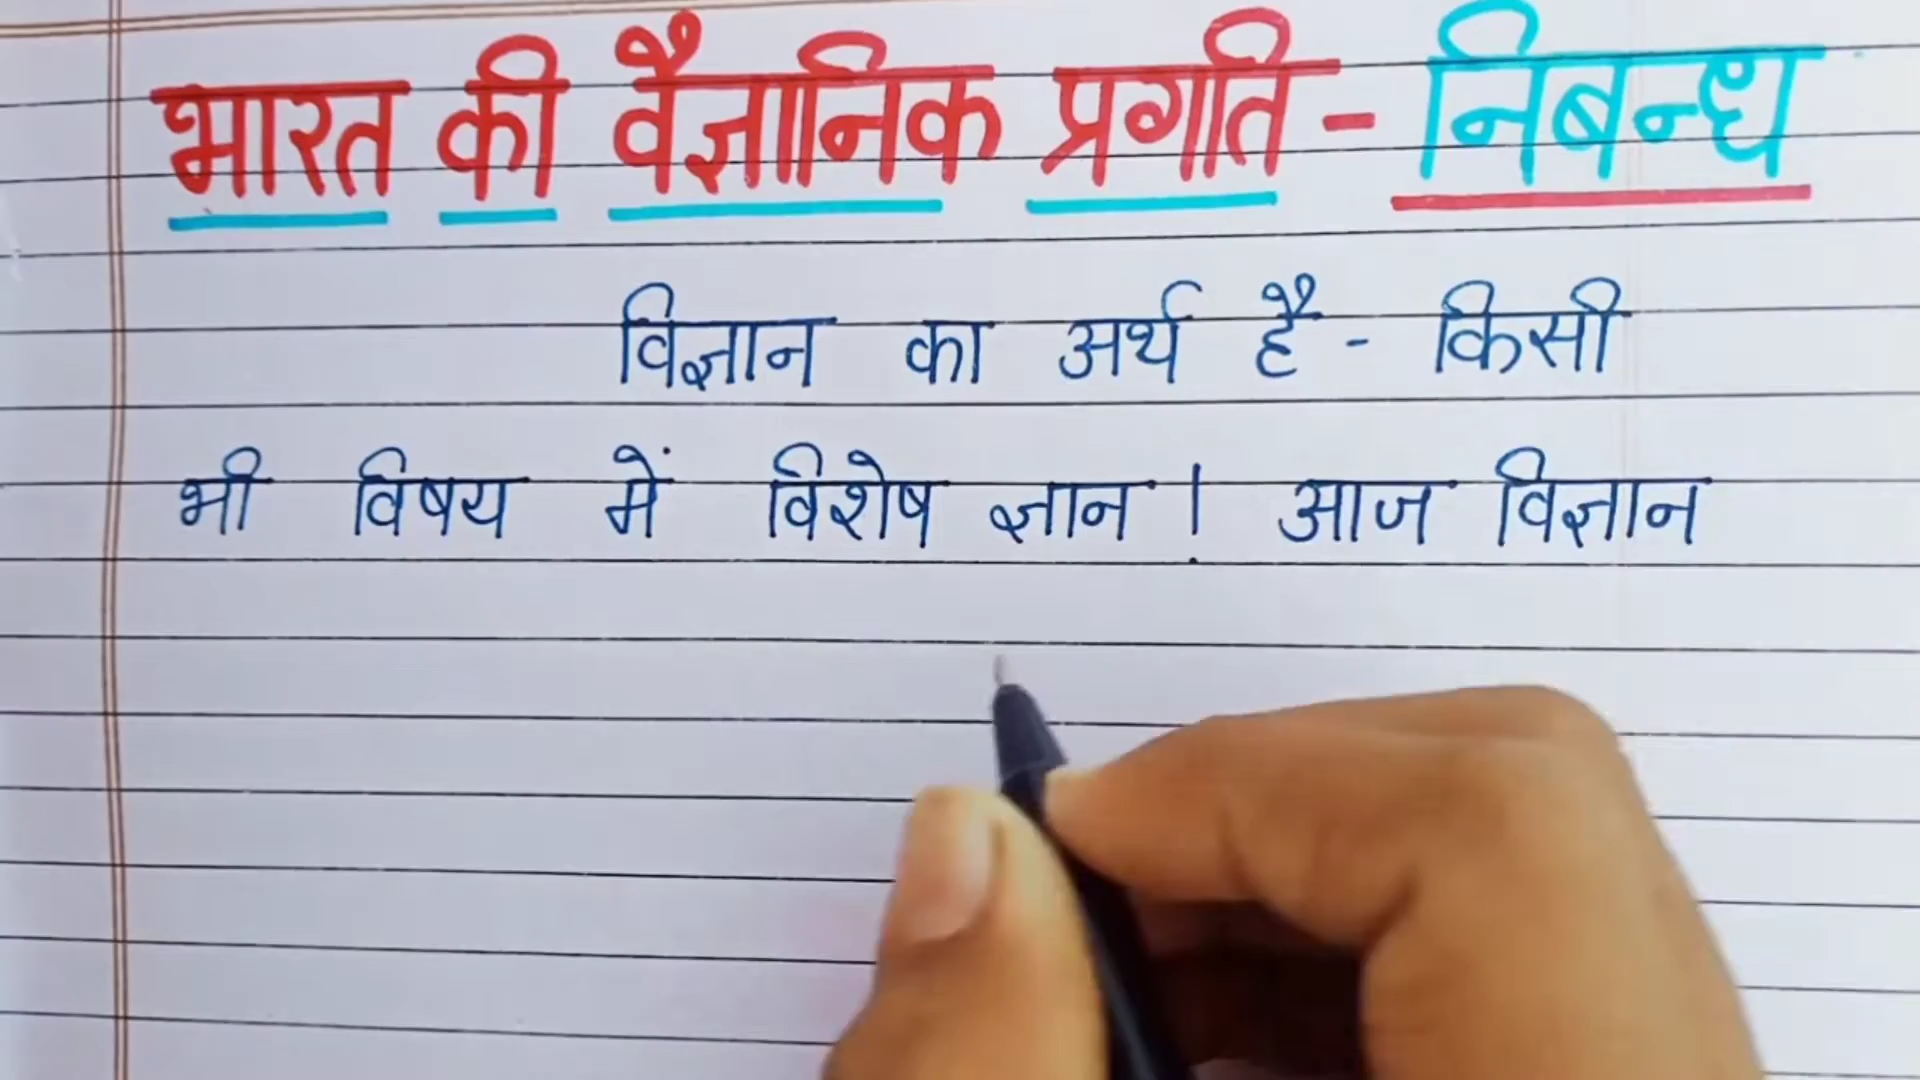 भारत की वैज्ञानिक प्रगति - निबन्ध
विज्ञान का अर्थ है - किसी
भी विषय में विशेष ज्ञान ! आज विज्ञान